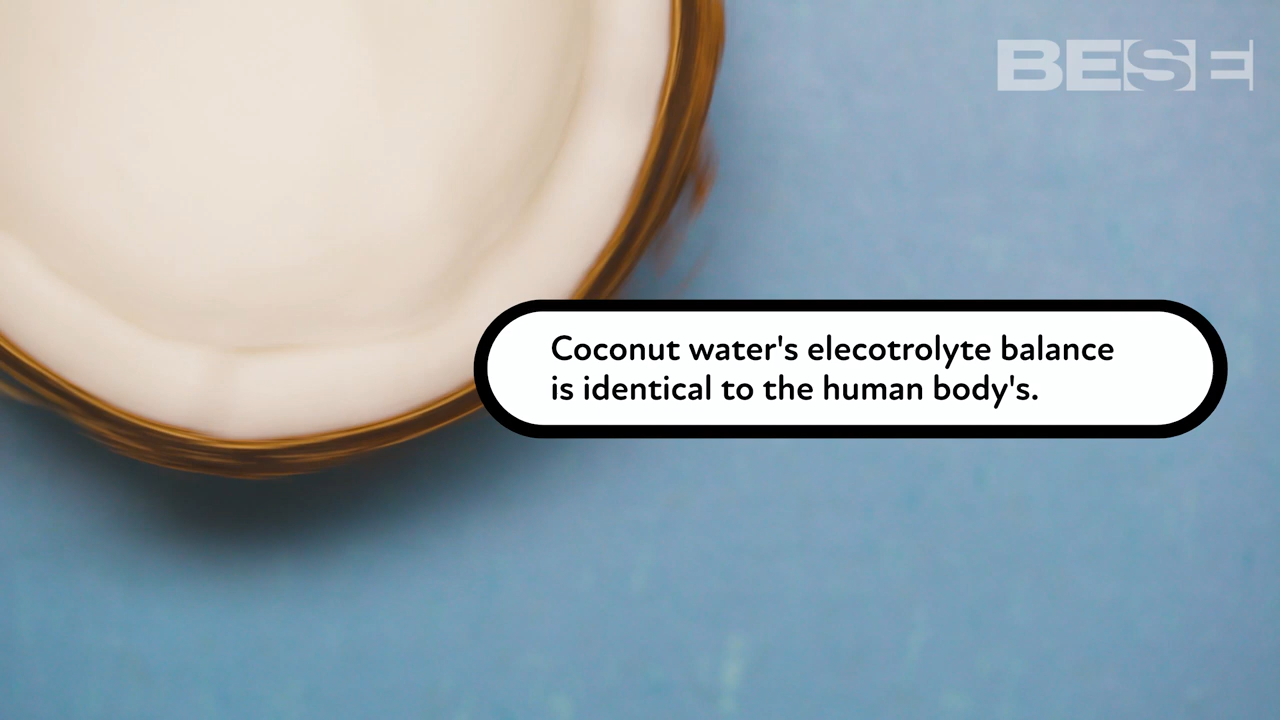 BESE
Coconut water's elecotrolyte balance
is identical to the human body's.